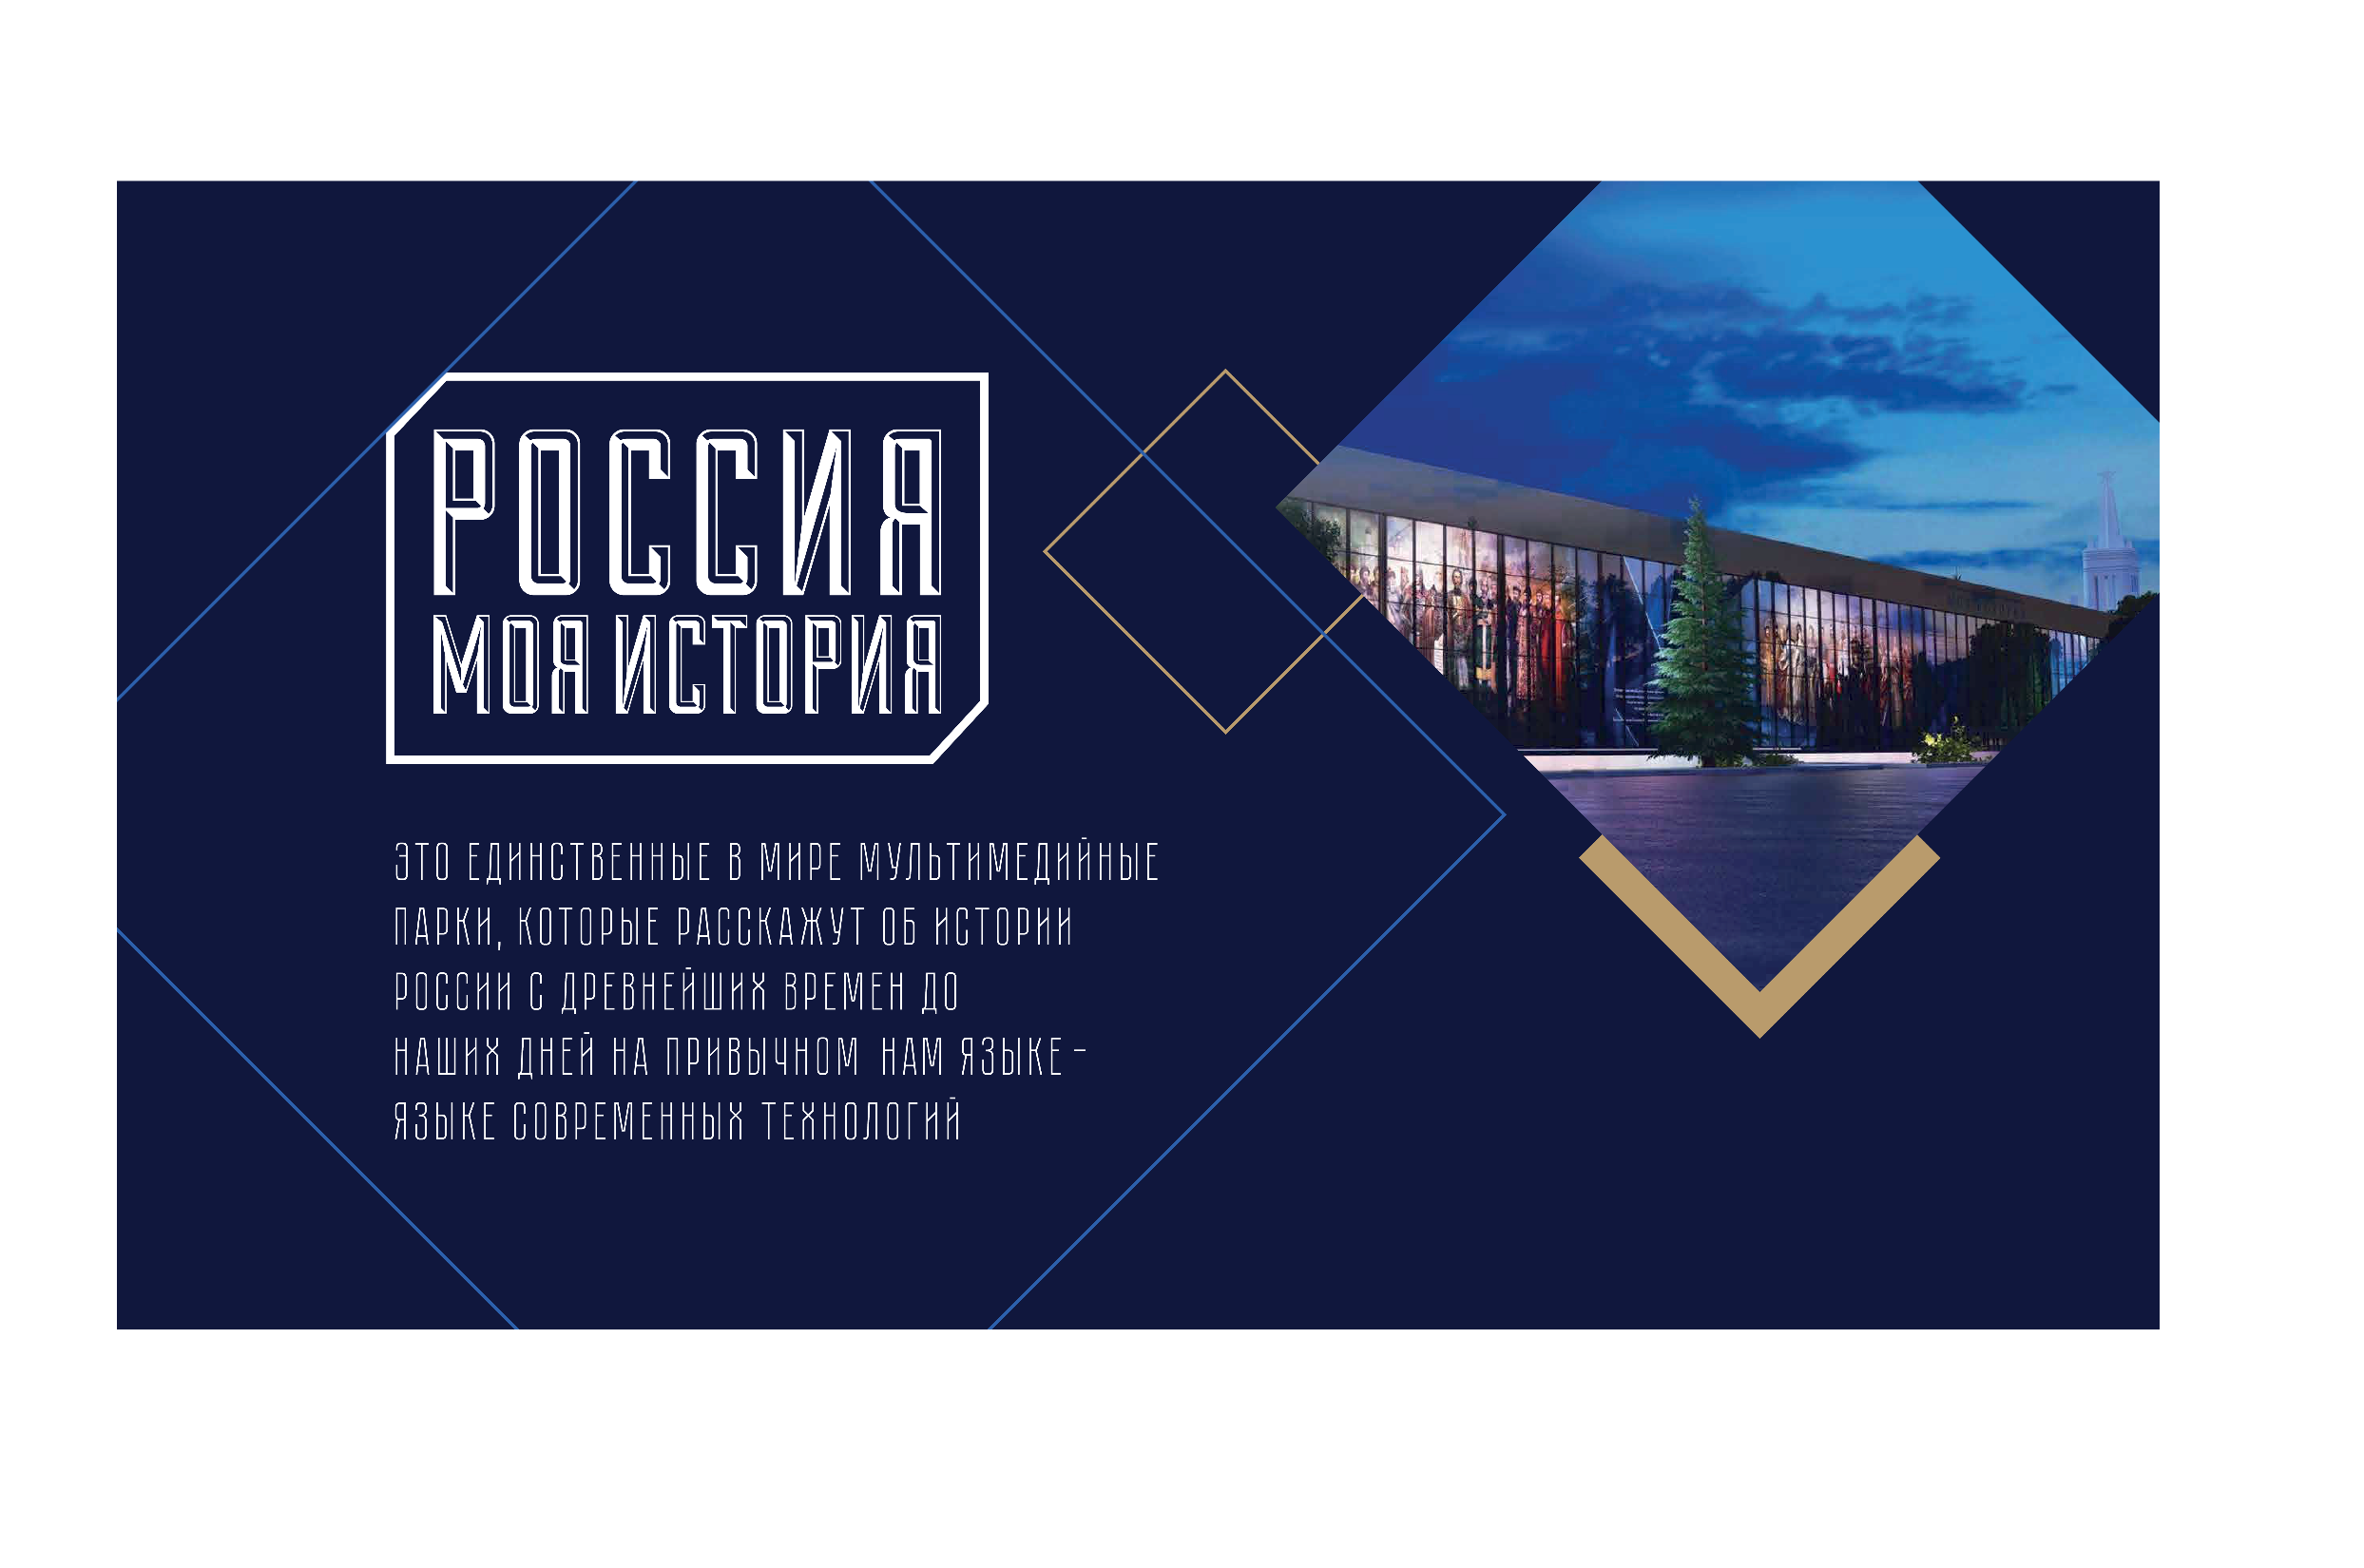 РОССИЯ
МОЯ ИСТОРИЯ
ЭТО ЕДИНСТВЕННЫЕ В МИРЕ МУЛЬТИМЕДИЙНЫЕ
ПАРКИ, КОТОРЫЕ РАССКАЖУТ ОБ ИСТОРИИ
РОССИИ С ДРЕВНЕЙШИХ ВРЕМЕН ДО
НАШИХ ДНЕЙ НА ПРИВЫЧНОМ НАМ ЯЗЫКЕ –
ЯЗЫКЕ СОВРЕМЕННЫХ ТЕХНОЛОГИЙ